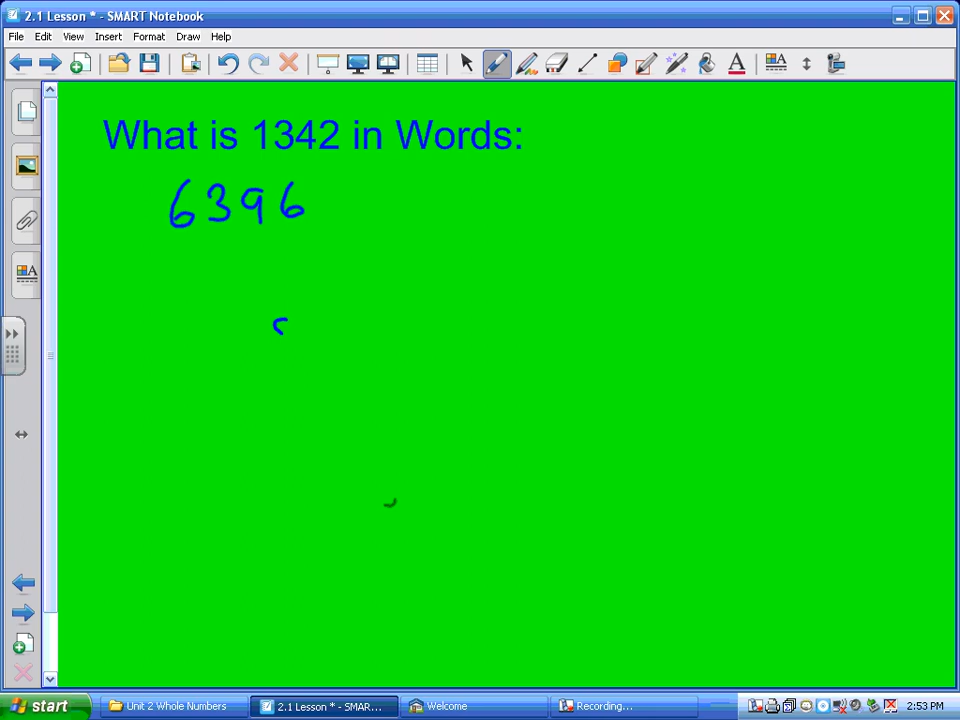 2.1 Lesson * - SMART Notebook
File Edit View Insert Format Draw Help
What is 1342 in Words:
6396
start Unit 2 Whole Numbers 2.1 Lesson * - SMAR... Welcome Recording... 2:53 PM